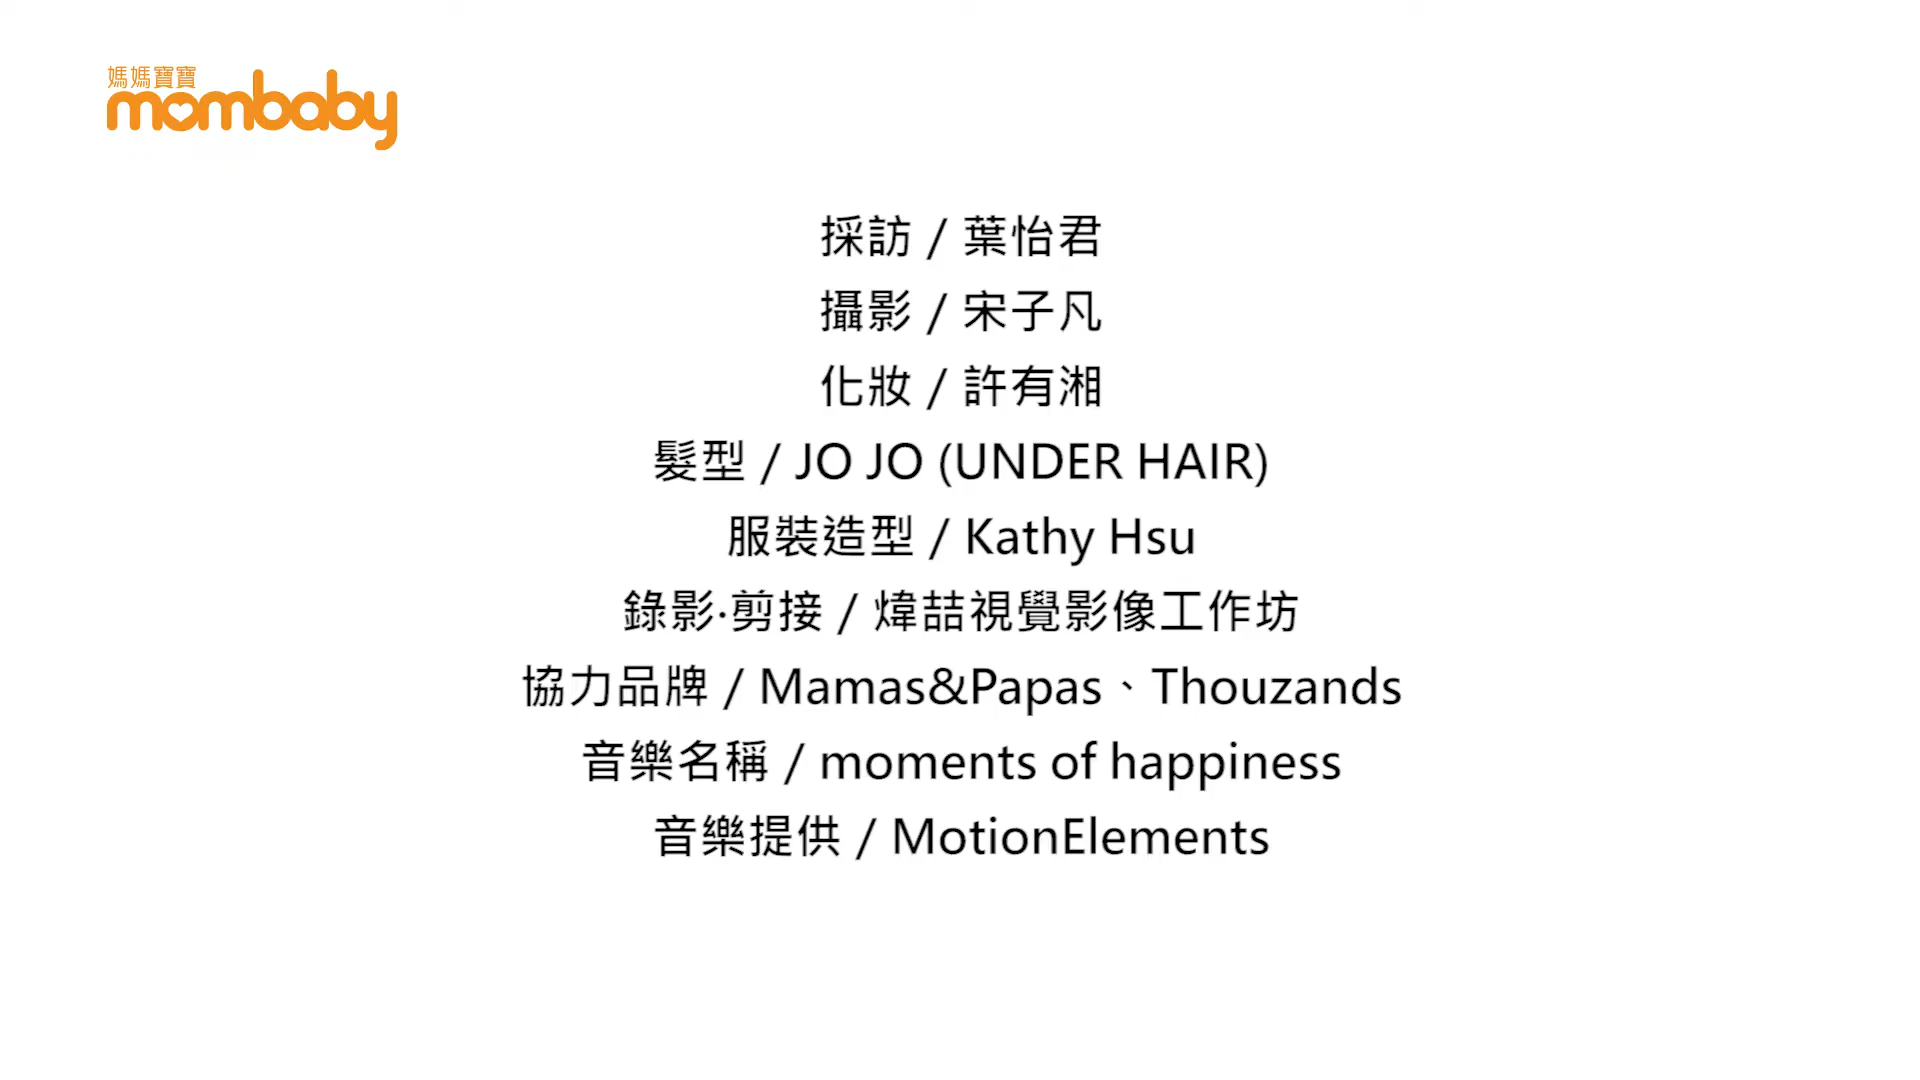 媽媽寶寶
mombaby
採訪 / 葉怡君
攝影 / 宋子凡
化妝 / 許有湘
髮型 / JO JO (UNDER HAIR)
服裝造型 / Kathy Hsu
錄影·剪接 / 煒喆視覺影像工作坊
協力品牌 / Mamas&Papas、Thouzands
音樂名稱 / moments of happiness
音樂提供 / MotionElements